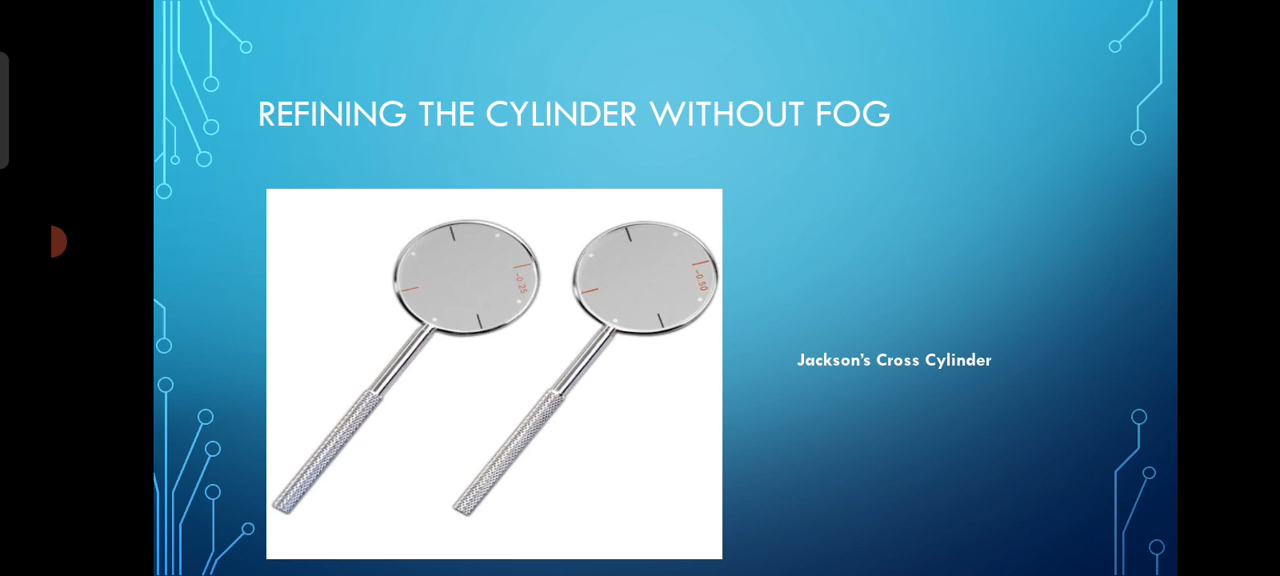 REFINING THE CYLINDER WITHOUT FOG
-0.25
-0.50
Jackson's Cross Cylinder